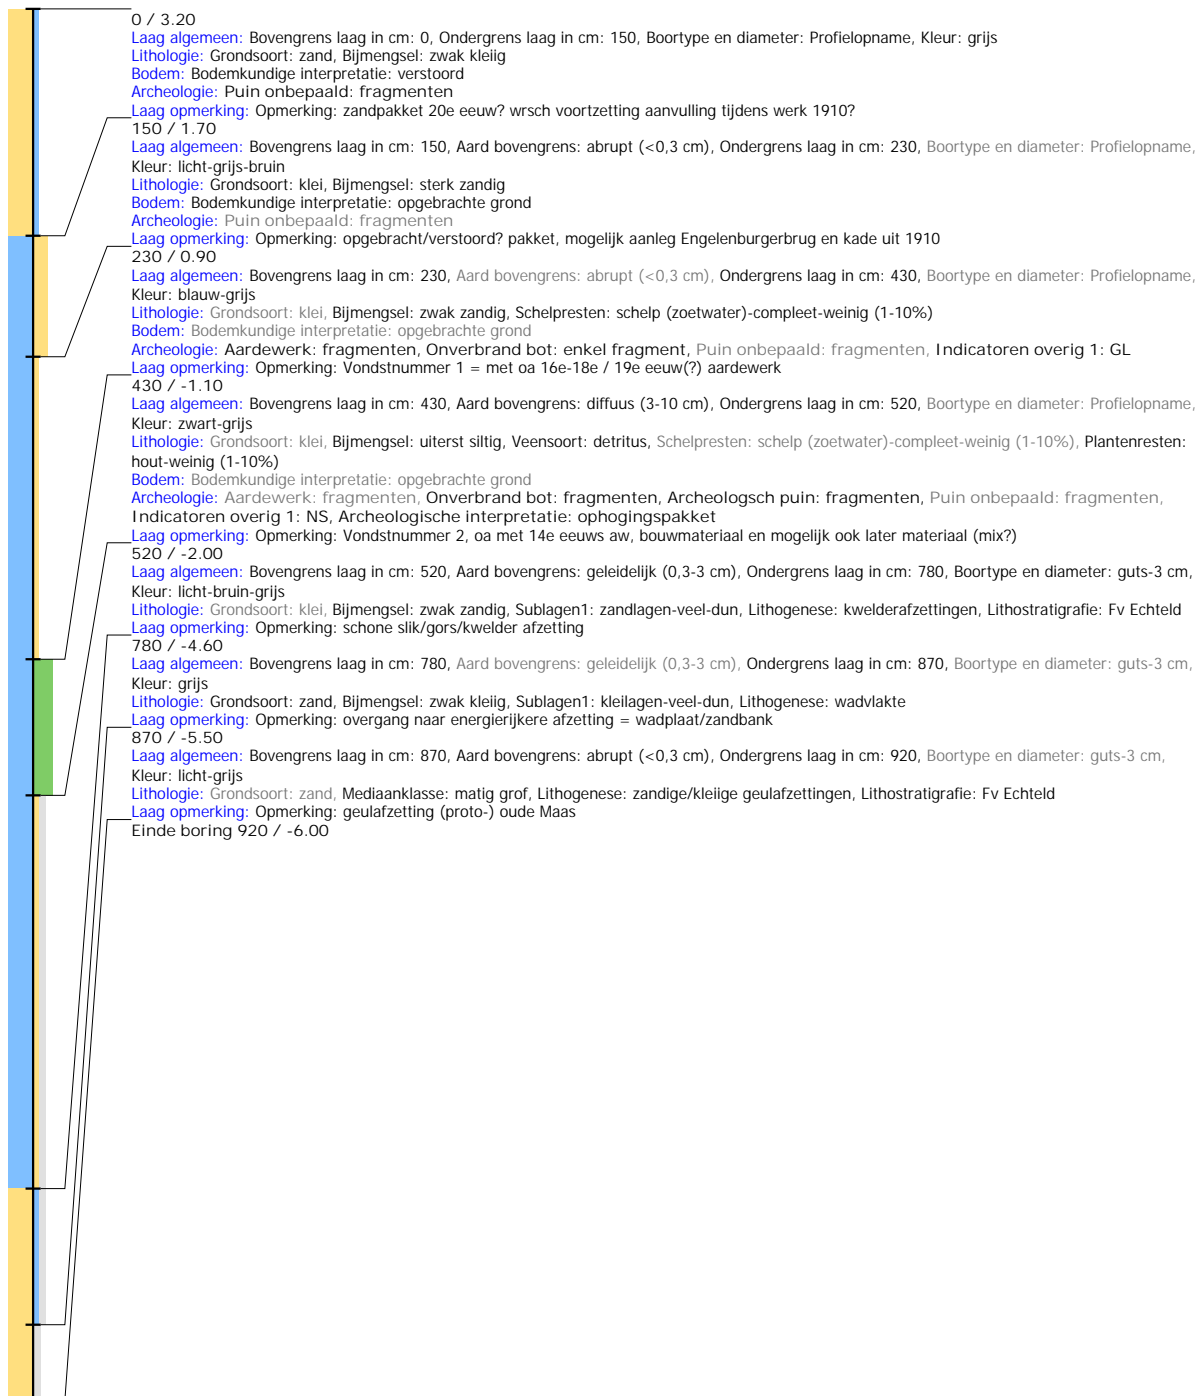 0 / 3.20
Laag algemeen: Bovengrens laag in cm: 0, Ondergrens laag in cm: 150, Boortype en diameter: Profielopname, Kleur: grijs
Lithologie: Grondsoort: zand, Bijmengsel: zwak kleiig
Bodem: Bodemkundige interpretatie: verstoord
Archeologie: Puin onbepaald: fragmenten
Laag opmerking: Opmerking: zandpakket 20e eeuw? wrsch voortzetting aanvulling tijdens werk 1910?
150 / 1.70
Laag algemeen: Bovengrens laag in cm: 150, Aard bovengrens: abrupt (<0,3 cm), Ondergrens laag in cm: 230, Boortype en diameter: Profielopname,
Kleur: licht-grijs-bruin
Lithologie: Grondsoort: klei, Bijmengsel: sterk zandig
Bodem: Bodemkundige interpretatie: opgebrachte grond
Archeologie: Puin onbepaald: fragmenten
Laag opmerking: Opmerking: opgebracht/verstoord? pakket, mogelijk aanleg Engelenburgerbrug en kade uit 1910
230 / 0.90
Laag algemeen: Bovengrens laag in cm: 230, Aard bovengrens: abrupt (<0,3 cm), Ondergrens laag in cm: 430, Boortype en diameter: Profielopname,
Kleur: blauw-grijs
Lithologie: Grondsoort: klei, Bijmengsel: zwak zandig, Schelpresten: schelp (zoetwater)-compleet-weinig (1-10%)
Bodem: Bodemkundige interpretatie: opgebrachte grond
Archeologie: Aardewerk: fragmenten, Onverbrand bot: enkel fragment, Puin onbepaald: fragmenten, Indicatoren overig 1: GL
Laag opmerking: Opmerking: Vondstnummer 1 = met oa 16e-18e / 19e eeuw(?) aardewerk
430 / -1.10
Laag algemeen: Bovengrens laag in cm: 430, Aard bovengrens: diffuus (3-10 cm), Ondergrens laag in cm: 520, Boortype en diameter: Profielopname,
Kleur: zwart-grijs
Lithologie: Grondsoort: klei, Bijmengsel: uiterst siltig, Veensoort: detritus, Schelpresten: schelp (zoetwater)-compleet-weinig (1-10%), Plantenresten:
hout-weinig (1-10%)
Bodem: Bodemkundige interpretatie: opgebrachte grond
Archeologie: Aardewerk: fragmenten, Onverbrand bot: fragmenten, Archeologsch puin: fragmenten, Puin onbepaald: fragmenten,
Indicatoren overig 1: NS, Archeologische interpretatie: ophogingspakket
Laag opmerking: Opmerking: Vondstnummer 2, oa met 14e eeuws aw, bouwmateriaal en mogelijk ook later materiaal (mix?)
520 / -2.00
Laag algemeen: Bovengrens laag in cm: 520, Aard bovengrens: geleidelijk (0,3-3 cm), Ondergrens laag in cm: 780, Boortype en diameter: guts-3 cm,
Kleur: licht-bruin-grijs
Lithologie: Grondsoort: klei, Bijmengsel: zwak zandig, Sublagen1: zandlagen-veel-dun, Lithogenese: kwelderafzettingen, Lithostratigrafie: Fv Echteld
Laag opmerking: Opmerking: schone slik/gors/kwelder afzetting
780 / -4.60
Laag algemeen: Bovengrens laag in cm: 780, Aard bovengrens: geleidelijk (0,3-3 cm), Ondergrens laag in cm: 870, Boortype en diameter: guts-3 cm,
Kleur: grijs
Lithologie: Grondsoort: zand, Bijmengsel: zwak kleiig, Sublagen1: kleilagen-veel-dun, Lithogenese: wadvlakte
Laag opmerking: Opmerking: overgang naar energierijkere afzetting = wadplaat/zandbank
870 / -5.50
Laag algemeen: Bovengrens laag in cm: 870, Aard bovengrens: abrupt (<0,3 cm), Ondergrens laag in cm: 920, Boortype en diameter: guts-3 cm,
Kleur: licht-grijs
Lithologie: Grondsoort: zand, Mediaanklasse: matig grof, Lithogenese: zandige/kleiige geulafzettingen, Lithostratigrafie: Fv Echteld
Laag opmerking: Opmerking: geulafzetting (proto-) oude Maas
Einde boring 920 / -6.00